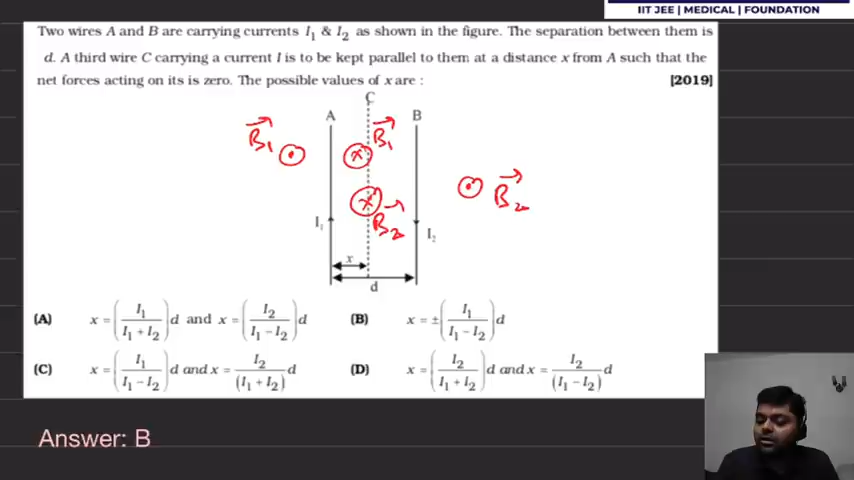 IIT JEE | MEDICAL | FOUNDATION
Two wires A and B are carrying currents I₁ & I₂ as shown in the figure. The separation between them is
d. A third wire C carrying a current I is to be kept parallel to them at a distance x from A such that the
net forces acting on its is zero. The possible values of x are :
[2019]
C
A
B
B₁
B₁
B₂
B₂
I₁
I₂
x
d
(A) x = (I₁/(I₁ + I₂))d and x = (I₂/(I₁ − I₂))d
(B) x = ±(I₁/(I₁ − I₂))d
(C) x = (I₁/(I₁ − I₂))d and x = I₂/(I₁ + I₂) d
(D) x = (I₂/(I₁ + I₂))d and x = I₂/(I₁ − I₂) d
Answer: B